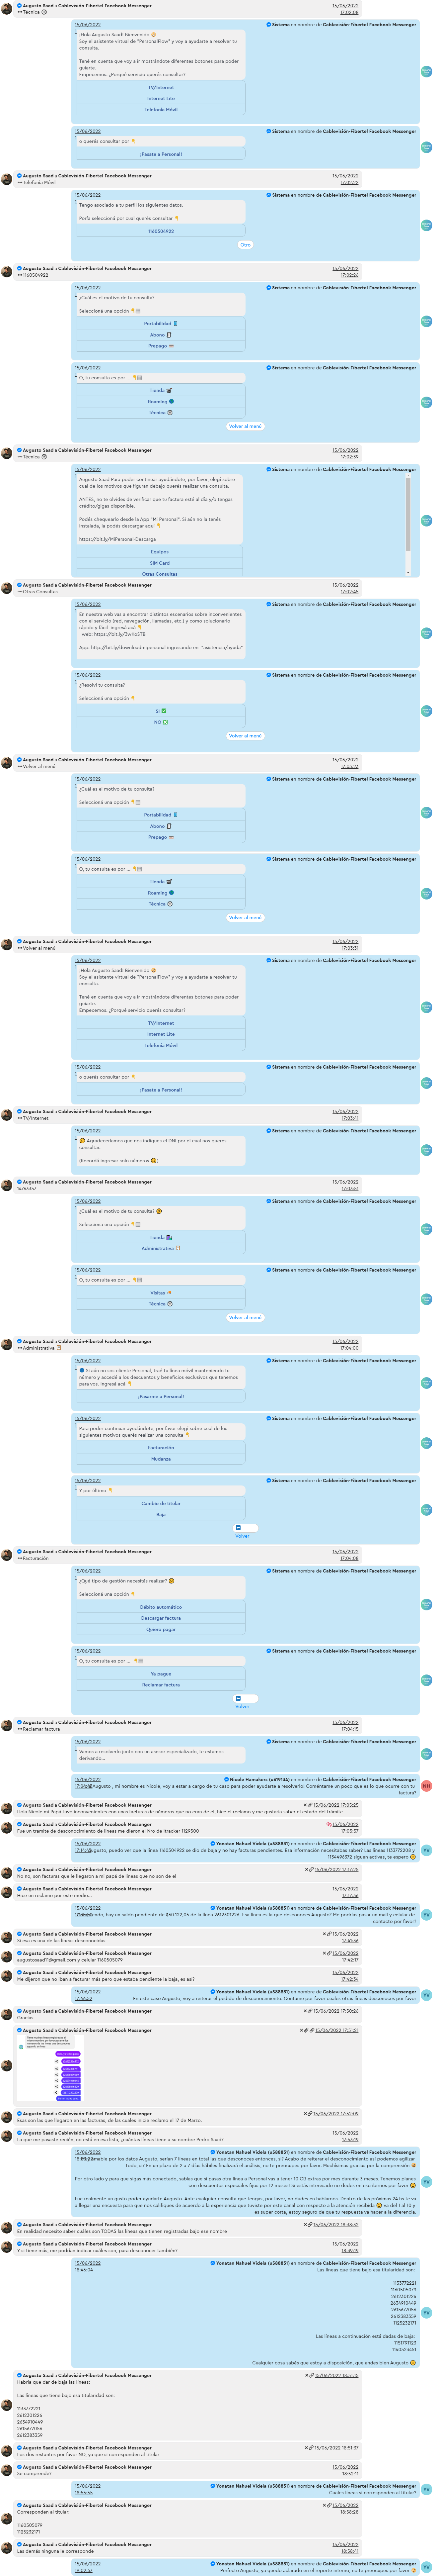 Augusto Saad a Cablevisión-Fibertel Facebook Messenger
15/06/2022 17:02:08
Técnica
15/06/2022
Sistema en nombre de Cablevisión-Fibertel Facebook Messenger
¡Hola Augusto Saad! Bienvenido
Soy el asistente virtual de "PersonalFlow" y voy a ayudarte a resolver tu consulta.
Tené en cuenta que voy a ir mostrándote diferentes botones para poder guiarte.
Empecemos. ¿Porqué servicio querés consultar?
TV/Internet
Internet Lite
Telefonía Móvil
15/06/2022
Sistema en nombre de Cablevisión-Fibertel Facebook Messenger
o querés consultar por
¡Pasate a Personal!
Augusto Saad a Cablevisión-Fibertel Facebook Messenger
15/06/2022 17:02:22
Telefonía Móvil
15/06/2022
Sistema en nombre de Cablevisión-Fibertel Facebook Messenger
Tengo asociado a tu perfil los siguientes datos.
Porfa seleccioná por cual querés consultar
1160504922
Otro
Augusto Saad a Cablevisión-Fibertel Facebook Messenger
15/06/2022 17:02:26
1160504922
15/06/2022
Sistema en nombre de Cablevisión-Fibertel Facebook Messenger
¿Cuál es el motivo de tu consulta?
Seleccioná una opción
Portabilidad
Abono
Prepago
15/06/2022
Sistema en nombre de Cablevisión-Fibertel Facebook Messenger
O, tu consulta es por ...
Tienda
Roaming
Técnica
Volver al menú
Augusto Saad a Cablevisión-Fibertel Facebook Messenger
15/06/2022 17:02:39
Técnica
15/06/2022
Sistema en nombre de Cablevisión-Fibertel Facebook Messenger
Augusto Saad Para poder continuar ayudándote, por favor, elegí sobre cual de los motivos que figuran debajo querés realizar una consulta.
ANTES, no te olvides de verificar que tu factura esté al día y/o tengas crédito/gigas disponible.
Podés chequearlo desde la App "Mi Personal". Si aún no la tenés instalada, la podés descargar aquí
https://bit.ly/MiPersonal-Descarga
Equipos
SIM Card
Otras Consultas
Augusto Saad a Cablevisión-Fibertel Facebook Messenger
15/06/2022 17:02:45
Otras Consultas
15/06/2022
Sistema en nombre de Cablevisión-Fibertel Facebook Messenger
En nuestra web vas a encontrar distintos escenarios sobre inconvenientes con el servicio (red, navegación, llamadas, etc.) y como solucionarlo rápido y fácil ingresá acá
web: https://bit.ly/3wKoSTB
App: http://bit.ly/downloadmipersonal ingresando en "asistencia/ayuda"
15/06/2022
Sistema en nombre de Cablevisión-Fibertel Facebook Messenger
¿Resolví tu consulta?
Seleccioná una opción
SI
NO
Volver al menú
Augusto Saad a Cablevisión-Fibertel Facebook Messenger
15/06/2022 17:03:23
Volver al menú
15/06/2022
Sistema en nombre de Cablevisión-Fibertel Facebook Messenger
¿Cuál es el motivo de tu consulta?
Seleccioná una opción
Portabilidad
Abono
Prepago
15/06/2022
Sistema en nombre de Cablevisión-Fibertel Facebook Messenger
O, tu consulta es por ...
Tienda
Roaming
Técnica
Volver al menú
Augusto Saad a Cablevisión-Fibertel Facebook Messenger
15/06/2022 17:03:31
Volver al menú
15/06/2022
Sistema en nombre de Cablevisión-Fibertel Facebook Messenger
¡Hola Augusto Saad! Bienvenido
Soy el asistente virtual de "PersonalFlow" y voy a ayudarte a resolver tu consulta.
Tené en cuenta que voy a ir mostrándote diferentes botones para poder guiarte.
Empecemos. ¿Porqué servicio querés consultar?
TV/Internet
Internet Lite
Telefonía Móvil
15/06/2022
Sistema en nombre de Cablevisión-Fibertel Facebook Messenger
o querés consultar por
¡Pasate a Personal!
Augusto Saad a Cablevisión-Fibertel Facebook Messenger
15/06/2022 17:03:41
TV/Internet
15/06/2022
Sistema en nombre de Cablevisión-Fibertel Facebook Messenger
Agradeceríamos que nos indiques el DNI por el cual nos queres consultar.
(Recordá ingresar solo números)
Augusto Saad a Cablevisión-Fibertel Facebook Messenger
15/06/2022 17:03:51
14763357
15/06/2022
Sistema en nombre de Cablevisión-Fibertel Facebook Messenger
¿Cuál es el motivo de tu consulta?
Selecciona una opción
Tienda
Administrativa
15/06/2022
Sistema en nombre de Cablevisión-Fibertel Facebook Messenger
O, tu consulta es por ...
Visitas
Técnica
Volver al menú
Augusto Saad a Cablevisión-Fibertel Facebook Messenger
15/06/2022 17:04:00
Administrativa
15/06/2022
Sistema en nombre de Cablevisión-Fibertel Facebook Messenger
Si aún no sos cliente Personal, traé tu línea móvil manteniendo tu número y accedé a los descuentos y beneficios exclusivos que tenemos para vos. Ingresá acá
¡Pasarme a Personal!
15/06/2022
Sistema en nombre de Cablevisión-Fibertel Facebook Messenger
Para poder continuar ayudándote, por favor elegí sobre cual de los siguientes motivos querés realizar una consulta
Facturación
Mudanza
15/06/2022
Sistema en nombre de Cablevisión-Fibertel Facebook Messenger
Y por último
Cambio de titular
Baja
Volver
Augusto Saad a Cablevisión-Fibertel Facebook Messenger
15/06/2022 17:04:08
Facturación
15/06/2022
Sistema en nombre de Cablevisión-Fibertel Facebook Messenger
¿Qué tipo de gestión necesitás realizar?
Seleccioná una opción
Débito automático
Descargar factura
Quiero pagar
15/06/2022
Sistema en nombre de Cablevisión-Fibertel Facebook Messenger
O, tu consulta es por ...
Ya pague
Reclamar factura
Volver
Augusto Saad a Cablevisión-Fibertel Facebook Messenger
15/06/2022 17:04:15
Reclamar factura
15/06/2022
Sistema en nombre de Cablevisión-Fibertel Facebook Messenger
Vamos a resolverlo junto con un asesor especializado, te estamos derivando...
15/06/2022
Nicole Hamakers (u619134) en nombre de Cablevisión-Fibertel Facebook Messenger
Augusto , mi nombre es Nicole, voy a estar a cargo de tu caso para poder ayudarte a resolverlo! Coméntame un poco que es lo que ocurre con tu factura?
Augusto Saad a Cablevisión-Fibertel Facebook Messenger
15/06/2022 17:05:25
Hola Nicole mi Papá tuvo inconvenientes con unas facturas de números que no eran de el, hice el reclamo y me gustaría saber el estado del trámite
Augusto Saad a Cablevisión-Fibertel Facebook Messenger
15/06/2022 17:05:57
Fue un tramite de desconocimiento de lineas me dieron el Nro de tracker 1129500
15/06/2022
Yonatan Nahuel Videla (u588831) en nombre de Cablevisión-Fibertel Facebook Messenger
Augusto, puedo ver que la línea 1160504922 se dio de baja y no hay facturas pendientes. Esa información necesitabas saber? Las líneas 1133772208 y 1134496372 siguen activas, te espero
Augusto Saad a Cablevisión-Fibertel Facebook Messenger
15/06/2022 17:17:25
No no, son facturas que le llegaron a mi papá de lineas que no son de el
Augusto Saad a Cablevisión-Fibertel Facebook Messenger
15/06/2022 17:17:36
Hice un reclamo por este medio...
15/06/2022
Yonatan Nahuel Videla (u588831) en nombre de Cablevisión-Fibertel Facebook Messenger
hay un saldo pendiente de $60.122,05 de la línea 2612301226. Esa línea es la que desconoces Augusto? Me podrías pasar un mail y celular de contacto por favor?
Augusto Saad a Cablevisión-Fibertel Facebook Messenger
15/06/2022 17:41:36
Si esa es una de las lineas desconocidas
Augusto Saad a Cablevisión-Fibertel Facebook Messenger
15/06/2022 17:42:17
augustrosaad11@gmail.com y celular 1160505079
Augusto Saad a Cablevisión-Fibertel Facebook Messenger
15/06/2022 17:42:34
Me dijeron que no iban a facturar más pero que estaba pendiente la baja, es así?
15/06/2022 17:46:52
Yonatan Nahuel Videla (u588831) en nombre de Cablevisión-Fibertel Facebook Messenger
En este caso Augusto, voy a reiterar el pedido de desconocimiento. Contame por favor cuales otras líneas desconoces por favor
Augusto Saad a Cablevisión-Fibertel Facebook Messenger
15/06/2022 17:50:26
Gracias
Augusto Saad a Cablevisión-Fibertel Facebook Messenger
15/06/2022 17:51:21
Augusto Saad a Cablevisión-Fibertel Facebook Messenger
15/06/2022 17:52:09
Esas son las que llegaron en las facturas, de las cuales inicie reclamo el 17 de Marzo.
Augusto Saad a Cablevisión-Fibertel Facebook Messenger
15/06/2022 17:53:19
La que me pasaste recién, no está en esa lista, ¿cuántas lineas tiene a su nombre Pedro Saad?
15/06/2022
Yonatan Nahuel Videla (u588831) en nombre de Cablevisión-Fibertel Facebook Messenger
por los datos Augusto, serían 7 líneas en total las que desconoces entonces, si? Acabo de reiterar al desconocimiento así podemos agilizar todo, si? En un plazo de 2 a 7 días hábiles finalizará el análisis, no te preocupes por favor. Muchísimas gracias por la comprensión
Por otro lado y para que sigas más conectado, sabías que si pasas otra línea a Personal vas a tener 10 GB extras por mes durante 3 meses. Tenemos planes con descuentos especiales fijos por 12 meses! Si estás interesado no dudes en escribirnos por favor
Fue realmente un gusto poder ayudarte Augusto. Ante cualquier consulta que tengas, por favor, no dudes en hablarnos. Dentro de las próximas 24 hs te va a llegar una encuesta para que nos califiques de acuerdo a la experiencia que tuviste por este canal con respecto a la atención recibida (es del 1 al 10 y es super corta, estoy seguro de que tu respuesta va hacer a la diferencia.
Augusto Saad a Cablevisión-Fibertel Facebook Messenger
15/06/2022 18:38:32
En realidad necesito saber cuáles son TODAS las lineas que tienen registradas bajo ese nombre
Augusto Saad a Cablevisión-Fibertel Facebook Messenger
15/06/2022 18:39:19
Y si tiene más, me podrían indicar cuáles son, para desconocer también?
15/06/2022 18:46:04
Yonatan Nahuel Videla (u588831) en nombre de Cablevisión-Fibertel Facebook Messenger
Las líneas que tiene bajo esa titularidad son:
1133772221
1160505079
2612301226
2634910449
2615677056
2612383359
1125232171
Las líneas a continuación está dadas de baja:
1151791123
1140523451
Cualquier cosa sabés que estoy a disposición, que andes bien Augusto
Augusto Saad a Cablevisión-Fibertel Facebook Messenger
15/06/2022 18:51:15
Habría que dar de baja las líneas:
Las líneas que tiene bajo esa titularidad son:
1133772221
2612301226
2634910449
2615677056
2612383359
Augusto Saad a Cablevisión-Fibertel Facebook Messenger
15/06/2022 18:51:37
Los dos restantes por favor NO, ya que si corresponden al titular
Augusto Saad a Cablevisión-Fibertel Facebook Messenger
15/06/2022 18:52:11
Se comprende?
15/06/2022 18:55:55
Yonatan Nahuel Videla (u588831) en nombre de Cablevisión-Fibertel Facebook Messenger
Cuales líneas si corresponden al titular?
Augusto Saad a Cablevisión-Fibertel Facebook Messenger
15/06/2022 18:58:28
Corresponden al titular:
1160505079
1125232171
Augusto Saad a Cablevisión-Fibertel Facebook Messenger
15/06/2022 18:58:41
Las demás ninguna le corresponde
15/06/2022 19:02:57
Yonatan Nahuel Videla (u588831) en nombre de Cablevisión-Fibertel Facebook Messenger
Perfecto Augusto, ya quedo aclarado en el reporte interno, no te preocupes por favor